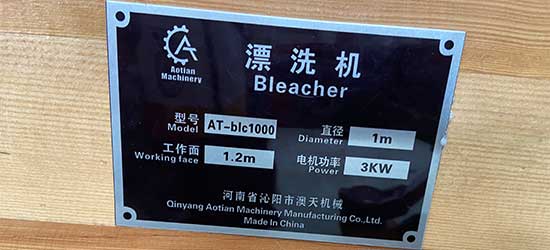 Aotian
Machinery
漂洗机
Bleacher
型号
Model
AT-blc1000
直径
Diameter
1m
工作面
Working face
1.2m
电机功率
Power
3KW
河南省沁阳市澳天机械
Qinyang Aotian Machinery Manufacturing Co.,Ltd.
Made In China